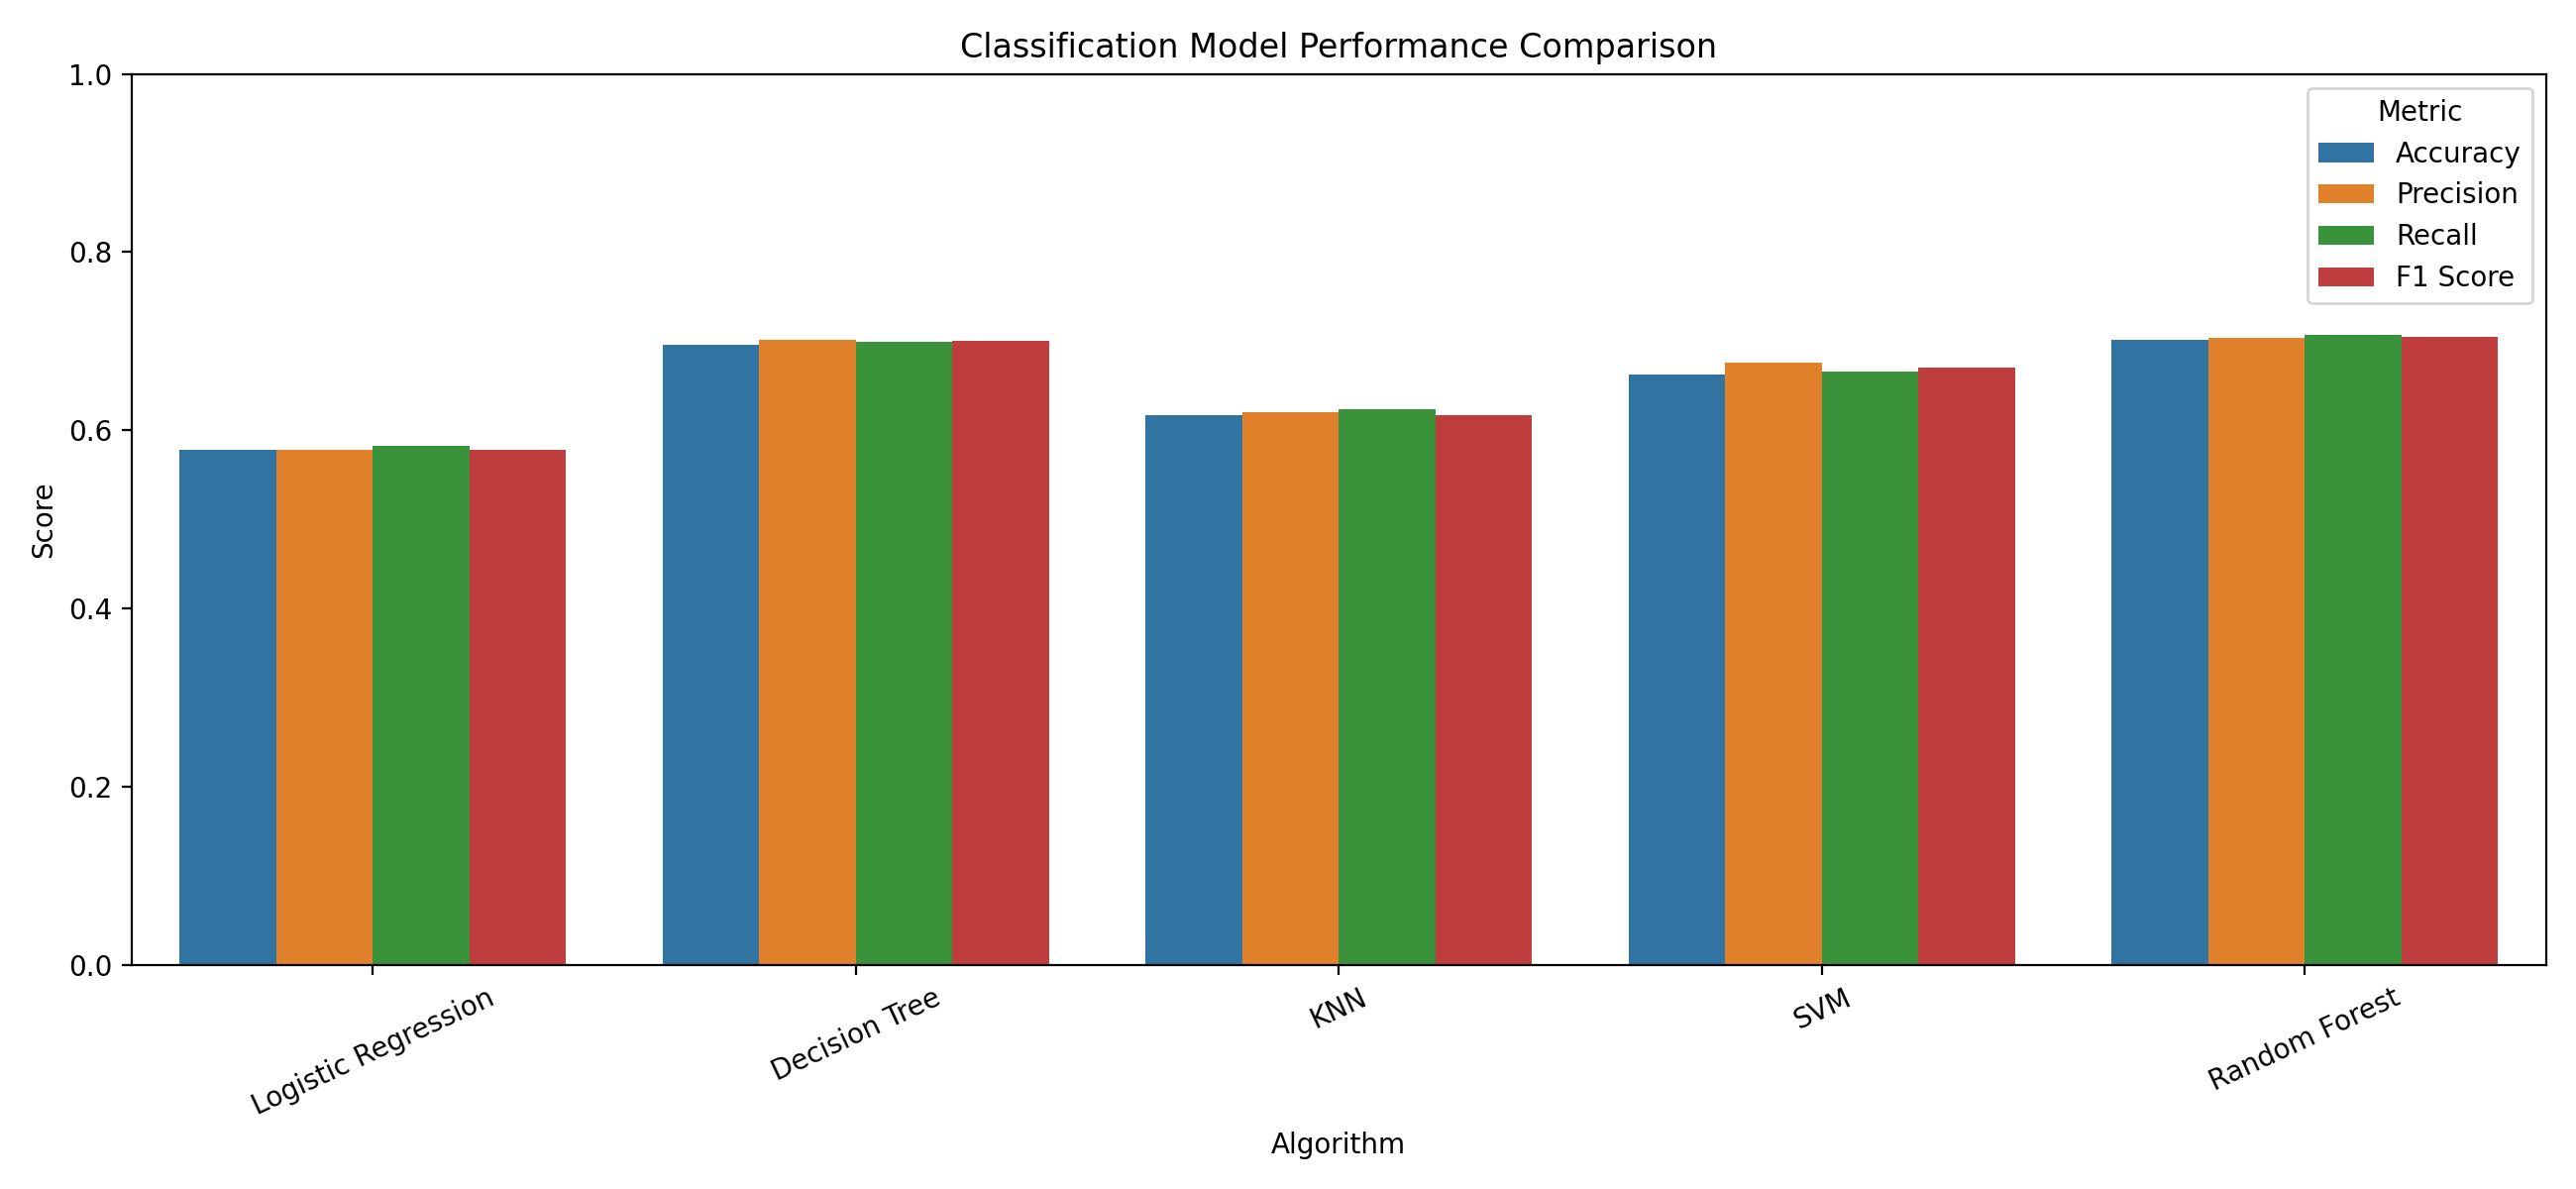 Classification Model Performance Comparison
1.0
0.8
0.6
0.4
0.2
0.0
Score
Metric
Accuracy
Precision
Recall
F1 Score
Logistic Regression
Decision Tree
KNN
SVM
Random Forest
Algorithm